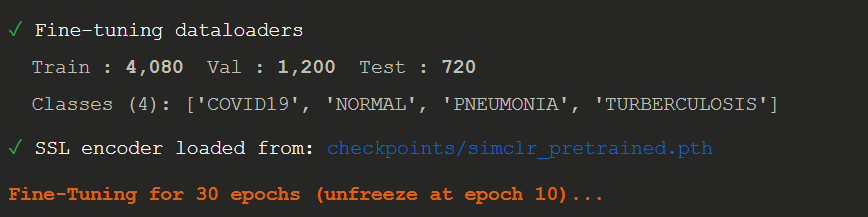 ✓ Fine-tuning dataloaders
Train : 4,080 Val : 1,200 Test : 720
Classes (4): ['COVID19', 'NORMAL', 'PNEUMONIA', 'TURBERCULOSIS']
✓ SSL encoder loaded from: checkpoints/simclr_pretrained.pth
Fine-Tuning for 30 epochs (unfreeze at epoch 10)...